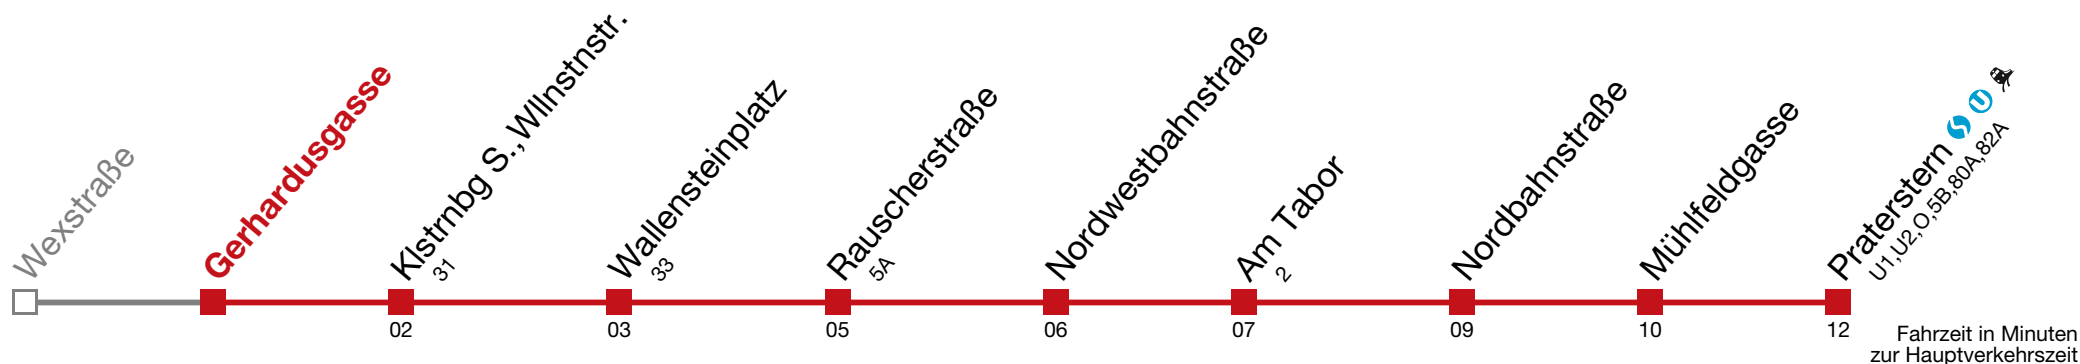 Wexstraße
Gerhardusgasse
Klstrnbg S.,Wllnstnstr.
31
Wallensteinplatz
33
Rauscherstraße
5A
Nordwestbahnstraße
Am Tabor
2
Nordbahnstraße
Mühlfeldgasse
Praterstern S U
U1,U2,O,5B,80A,82A
02 03 05 06 07 09 10 12
Fahrzeit in Minuten
zur Hauptverkehrszeit